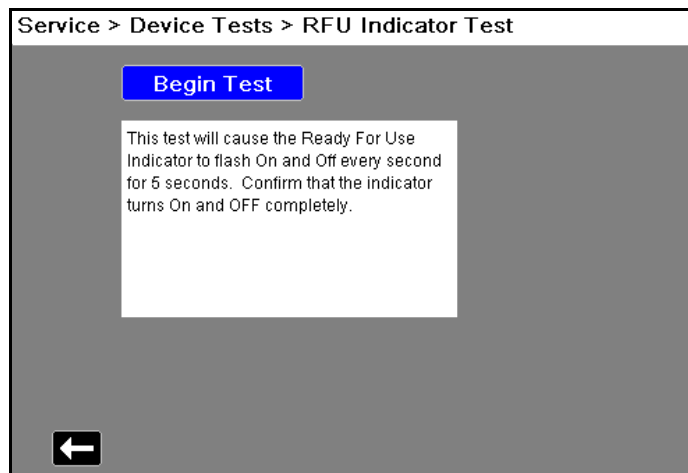 Service > Device Tests > RFU Indicator Test
Begin Test
This test will cause the Ready For Use
Indicator to flash On and Off every second
for 5 seconds.  Confirm that the indicator
turns On and OFF completely.